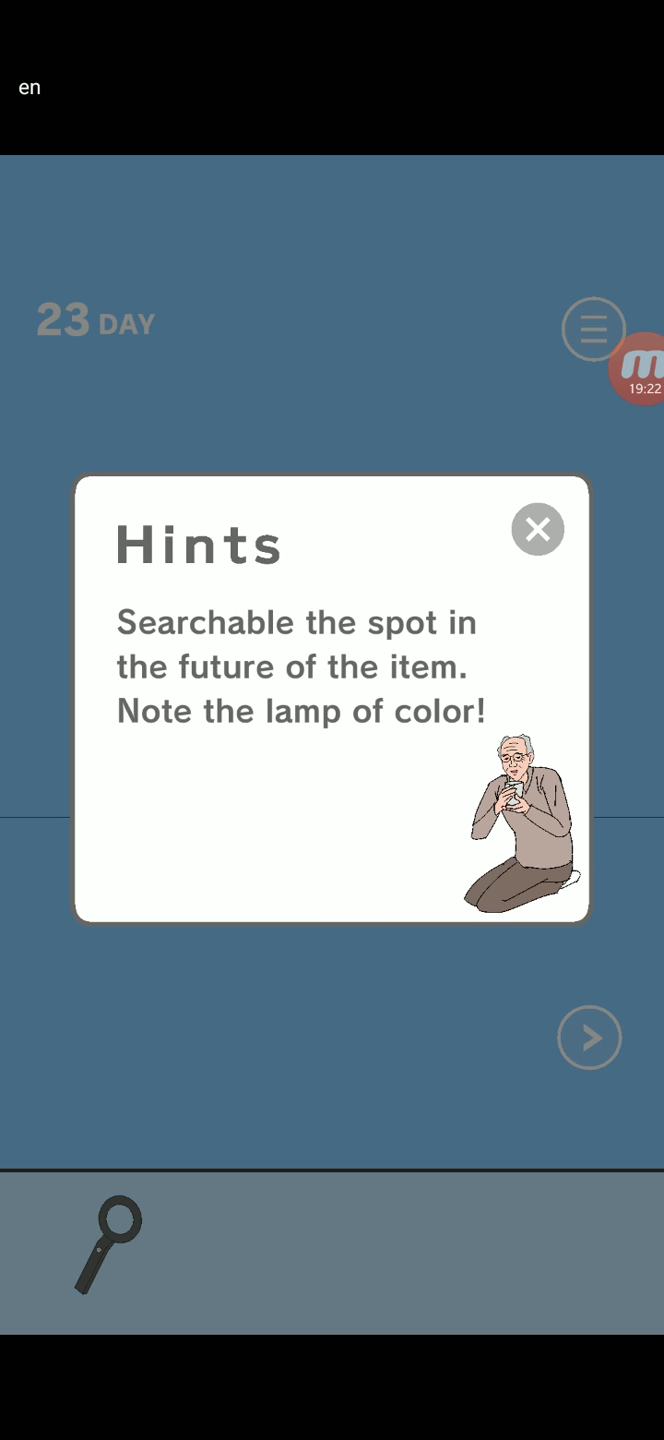 en
23 DAY
19:22
Hints
Searchable the spot in
the future of the item.
Note the lamp of color!